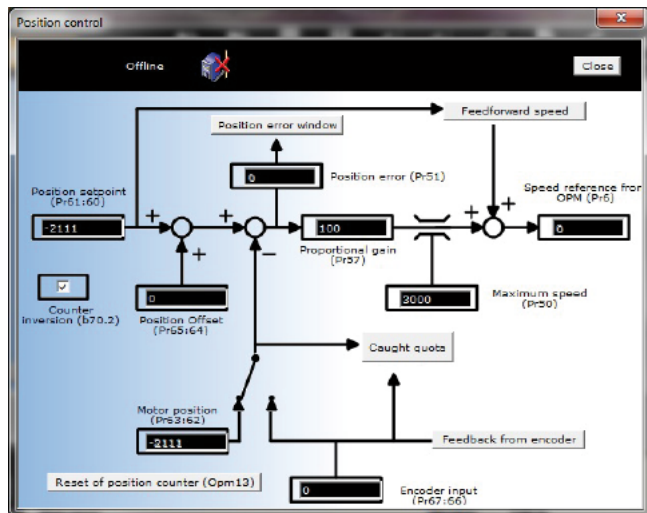 Position control
Offline
Close
Feedforward speed
Position error window
0
Position error (Pr51)
Position setpoint
(Pr61:60)
Speed reference from
OPM (Pr6)
-2111
100
0
Proportional gain
(Pr57)
Counter
inversion (b70.2)
0
Position Offset
(Pr65:64)
3000
Maximum speed
(Pr50)
Caught quota
Motor position
(Pr63:62)
-2111
Feedback from encoder
Reset of position counter (Opm13)
0
Encoder input
(Pr67:66)